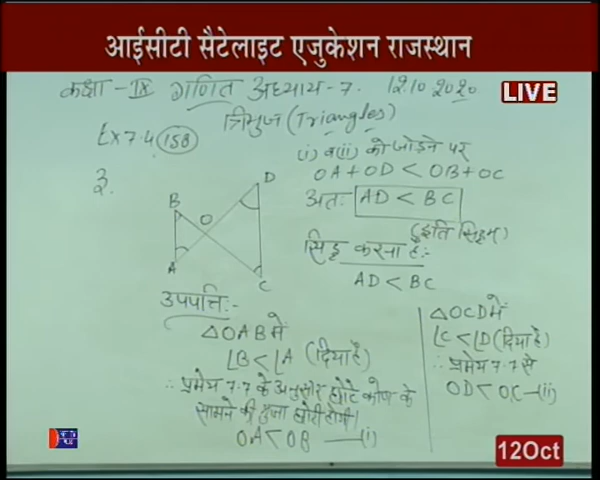 आईसीटी सैटेलाइट एजुकेशन राजस्थान
LIVE
कक्षा - IX गणित अध्याय - 7. 12.10.2020
त्रिभुज (Triangles)
Ex 7.4 (158)
3.
B
D
O
A
C
सिद्ध करना है:-
AD < BC
उपपत्ति:-
△OAB में
∠B < ∠A (दिया है)
∴ प्रमेय 7.7 के अनुसार छोटे कोण के
सामने की भुजा छोटी होगी।
OA < OB —(i)
△OCD में
∠C < ∠D (दिया है)
∴ प्रमेय 7.7 से
OD < OC —(ii)
(i) व (ii) को जोड़ने पर
OA + OD < OB + OC
अतः AD < BC
(इति सिद्धम्)
12Oct